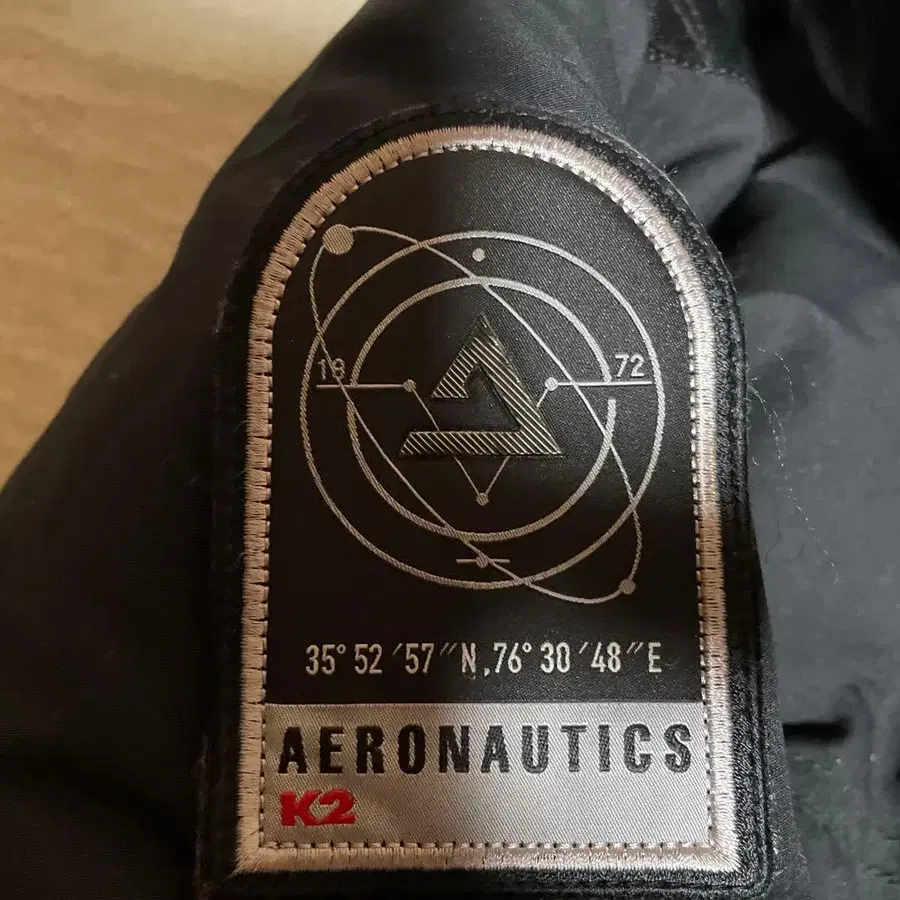 19 72
35° 52 ′57″N,76° 30 ′48″E
AERONAUTICS
K2